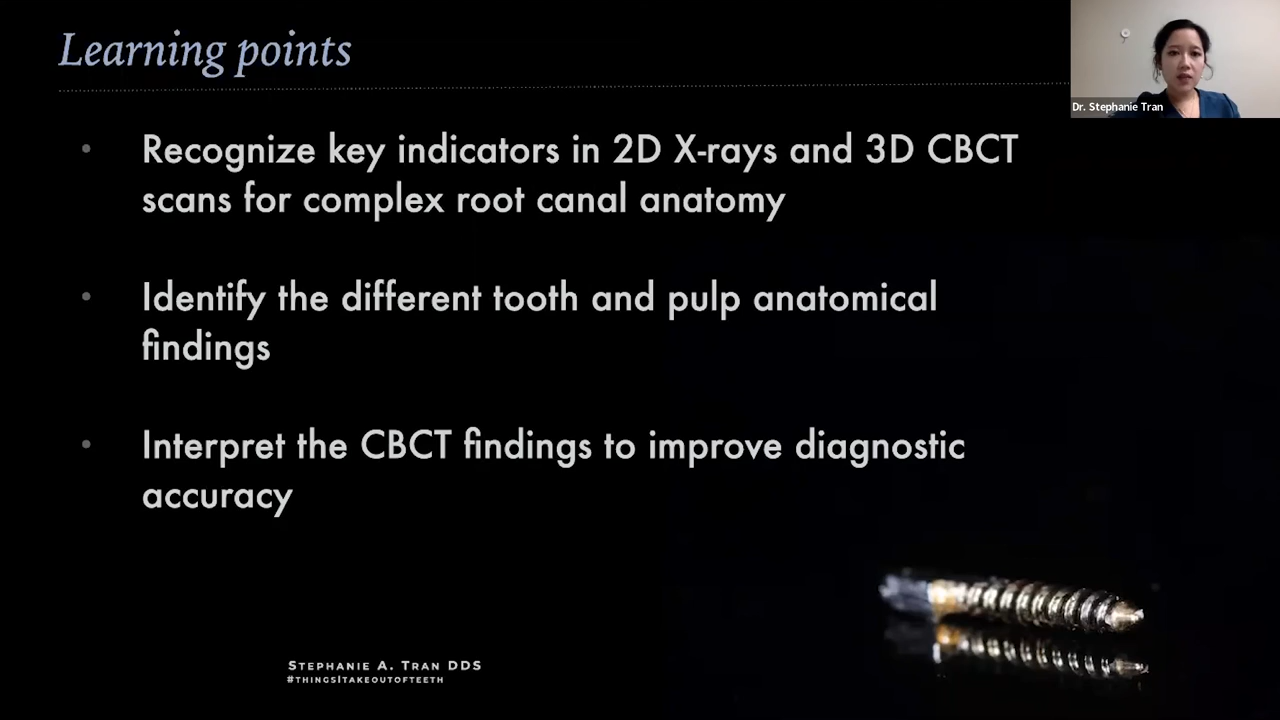 Learning points
Dr. Stephanie Tran
• Recognize key indicators in 2D X-rays and 3D CBCT
scans for complex root canal anatomy
• Identify the different tooth and pulp anatomical
findings
• Interpret the CBCT findings to improve diagnostic
accuracy
STEPHANIE A. TRAN DDS
#THINGSITAKEOUTOFTEETH